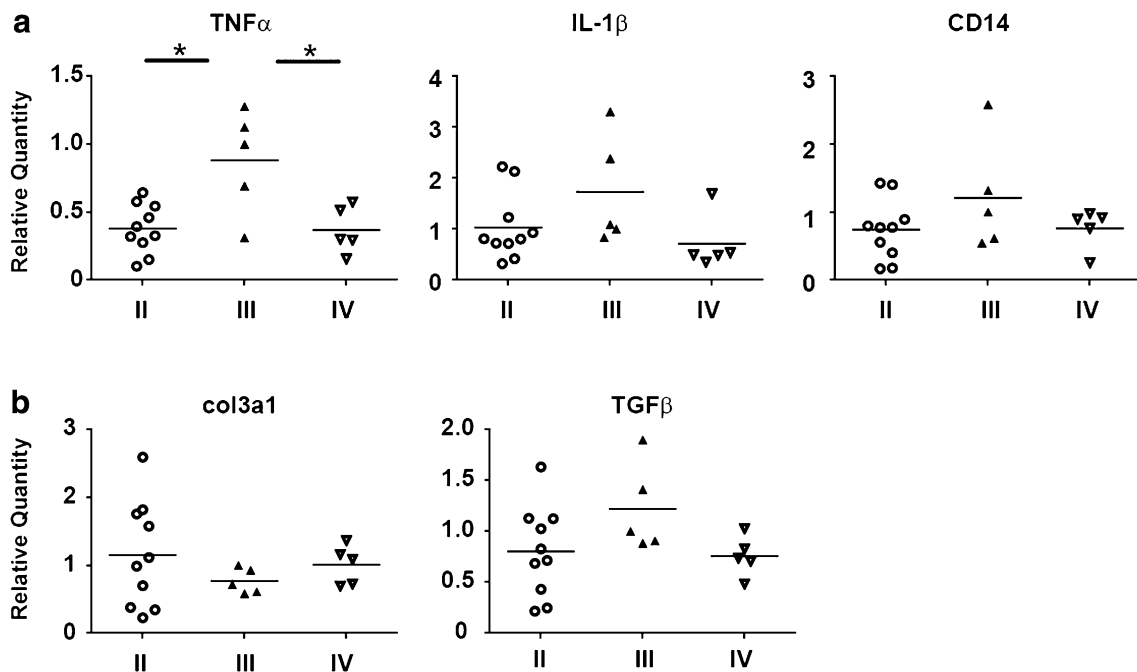 a
TNFα
IL-1β
CD14
* *
Relative Quantity
1.5
1.0
0.5
0
II III IV
4
3
2
1
0
II III IV
3
2
1
0
II III IV
b
col3a1
TGFβ
Relative Quantity
3
2
1
0
II III IV
2.0
1.5
1.0
0.5
0
II III IV